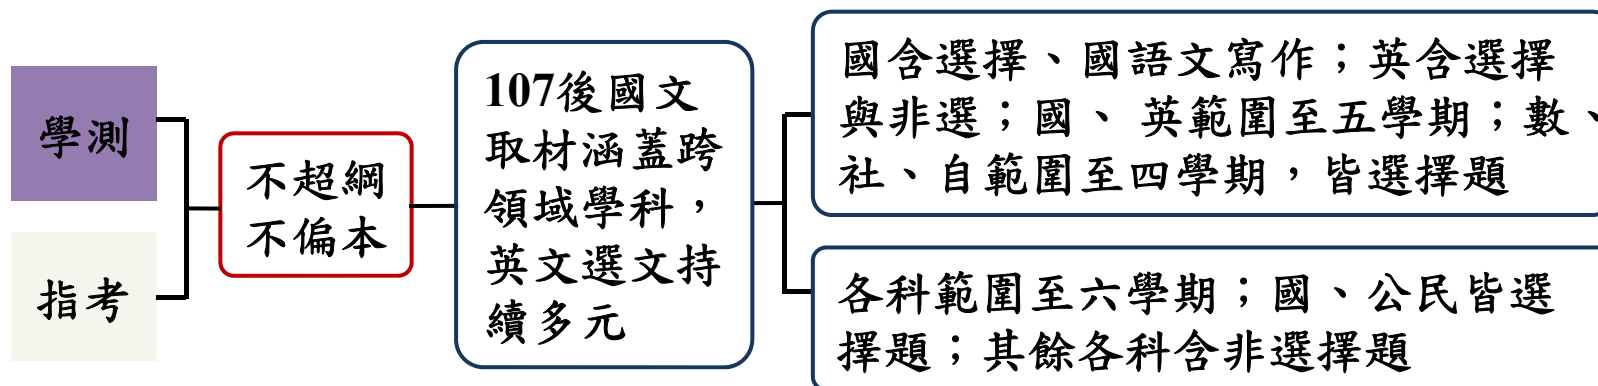 學測
指考
不超綱
不偏本
107後國文
取材涵蓋跨
領域學科，
英文選文持
續多元
國含選擇、國語文寫作；英含選擇
與非選；國、 英範圍至五學期；數、
社、自範圍至四學期，皆選擇題
各科範圍至六學期；國、公民皆選
擇題；其餘各科含非選擇題